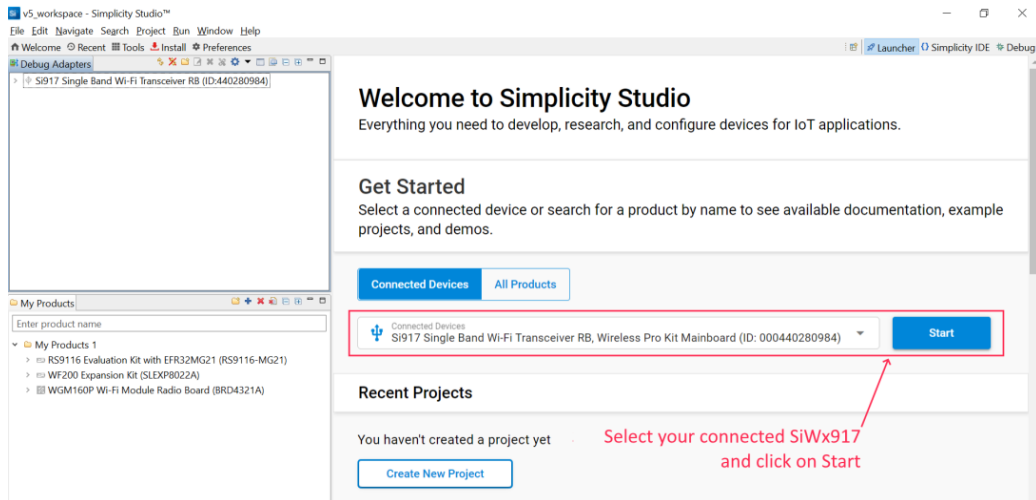 v5_workspace - Simplicity Studio™
File Edit Navigate Search Project Run Window Help
Welcome Recent Tools Install Preferences
Launcher Simplicity IDE Debug
Debug Adapters
Si917 Single Band Wi-Fi Transceiver RB (ID:440280984)
My Products
Enter product name
My Products 1
RS9116 Evaluation Kit with EFR32MG21 (RS9116-MG21)
WF200 Expansion Kit (SLEXP8022A)
WGM160P Wi-Fi Module Radio Board (BRD4321A)
Welcome to Simplicity Studio
Everything you need to develop, research, and configure devices for IoT applications.
Get Started
Select a connected device or search for a product by name to see available documentation, example
projects, and demos.
Connected Devices All Products
Connected Devices
Si917 Single Band Wi-Fi Transceiver RB, Wireless Pro Kit Mainboard (ID: 000440280984)
Start
Recent Projects
You haven't created a project yet
Create New Project
Select your connected SiWx917
and click on Start